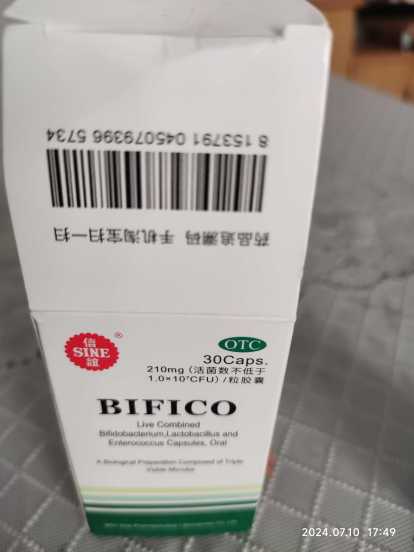 8 153791 045079396 5734
药品追溯码 手机淘宝扫一扫
信
SINE
谊
®
OTC
30Caps.
210mg (活菌数不低于
1.0×10⁷CFU) /粒胶囊
BIFICO
Live Combined
Bifidobacterium,Lactobacillus and
Enterococcus Capsules, Oral
A Biological Preparation Composed of Triple
Viable Microbe
2024.07.10 17:49